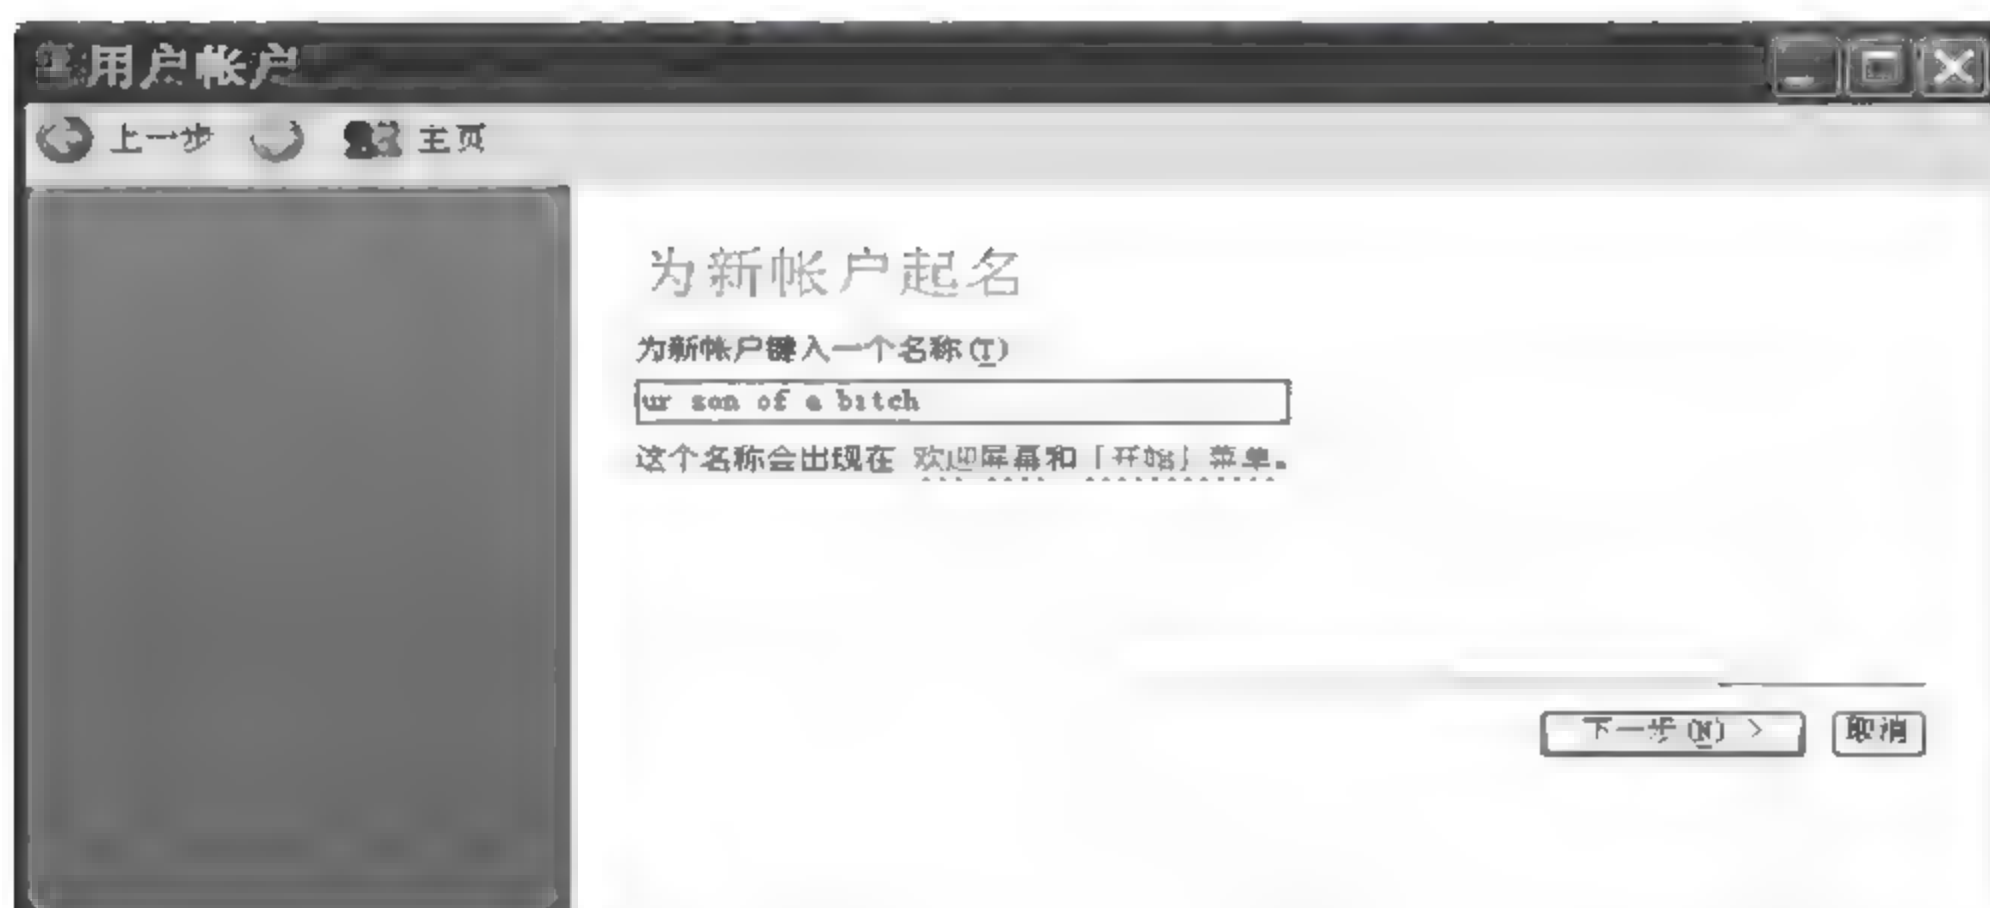 用户帐户
上一步 主页
为新帐户起名
为新帐户键入一个名称(T)
ur son of a bitch
这个名称会出现在 欢迎屏幕和「开始」菜单。
下一步(N) > 取消